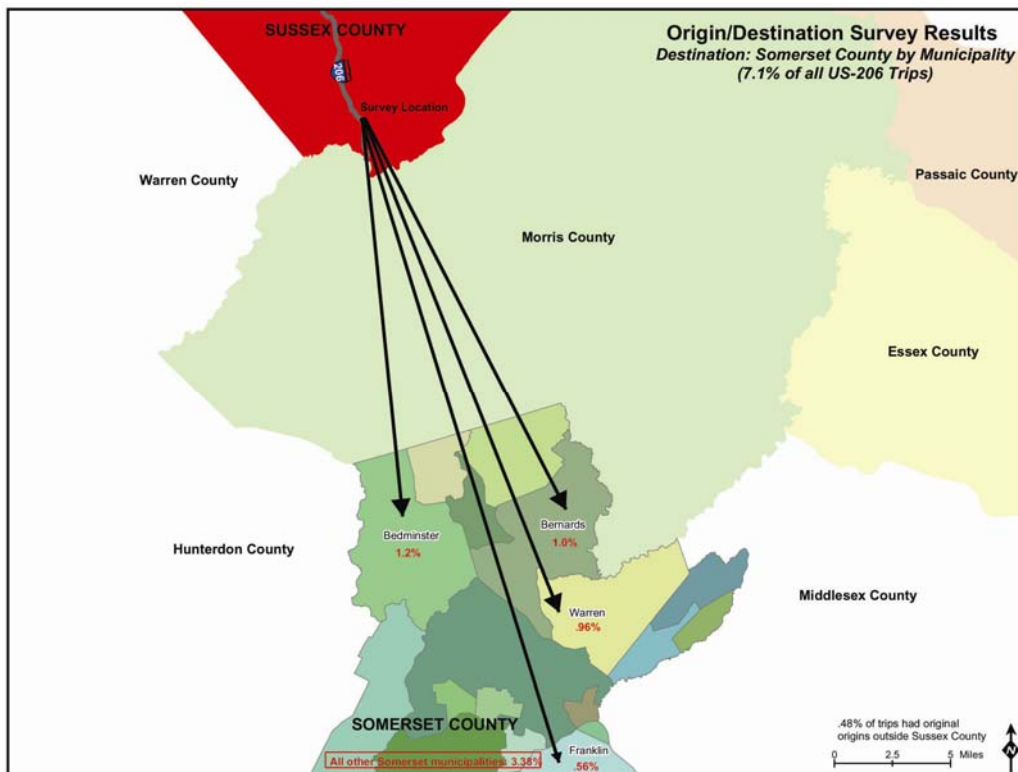 SUSSEX COUNTY
Origin/Destination Survey Results
Destination: Somerset County by Municipality
(7.1% of all US-206 Trips)
206
Survey Location
Warren County
Passaic County
Morris County
Essex County
Bedminster
1.2%
Bernards
1.0%
Hunterdon County
Middlesex County
Warren
.96%
SOMERSET COUNTY
.48% of trips had original
origins outside Sussex County
Franklin
.56%
All other Somerset municipalities: 3.38%
0 2.5 5 Miles
N